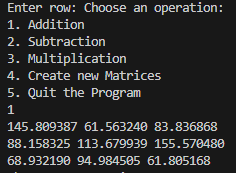 Enter row: Choose an operation:
1. Addition
2. Subtraction
3. Multiplication
4. Create new Matrices
5. Quit the Program
1
145.809387 61.563240 83.836868
88.158325 113.679939 155.570480
68.932190 94.984505 61.805168